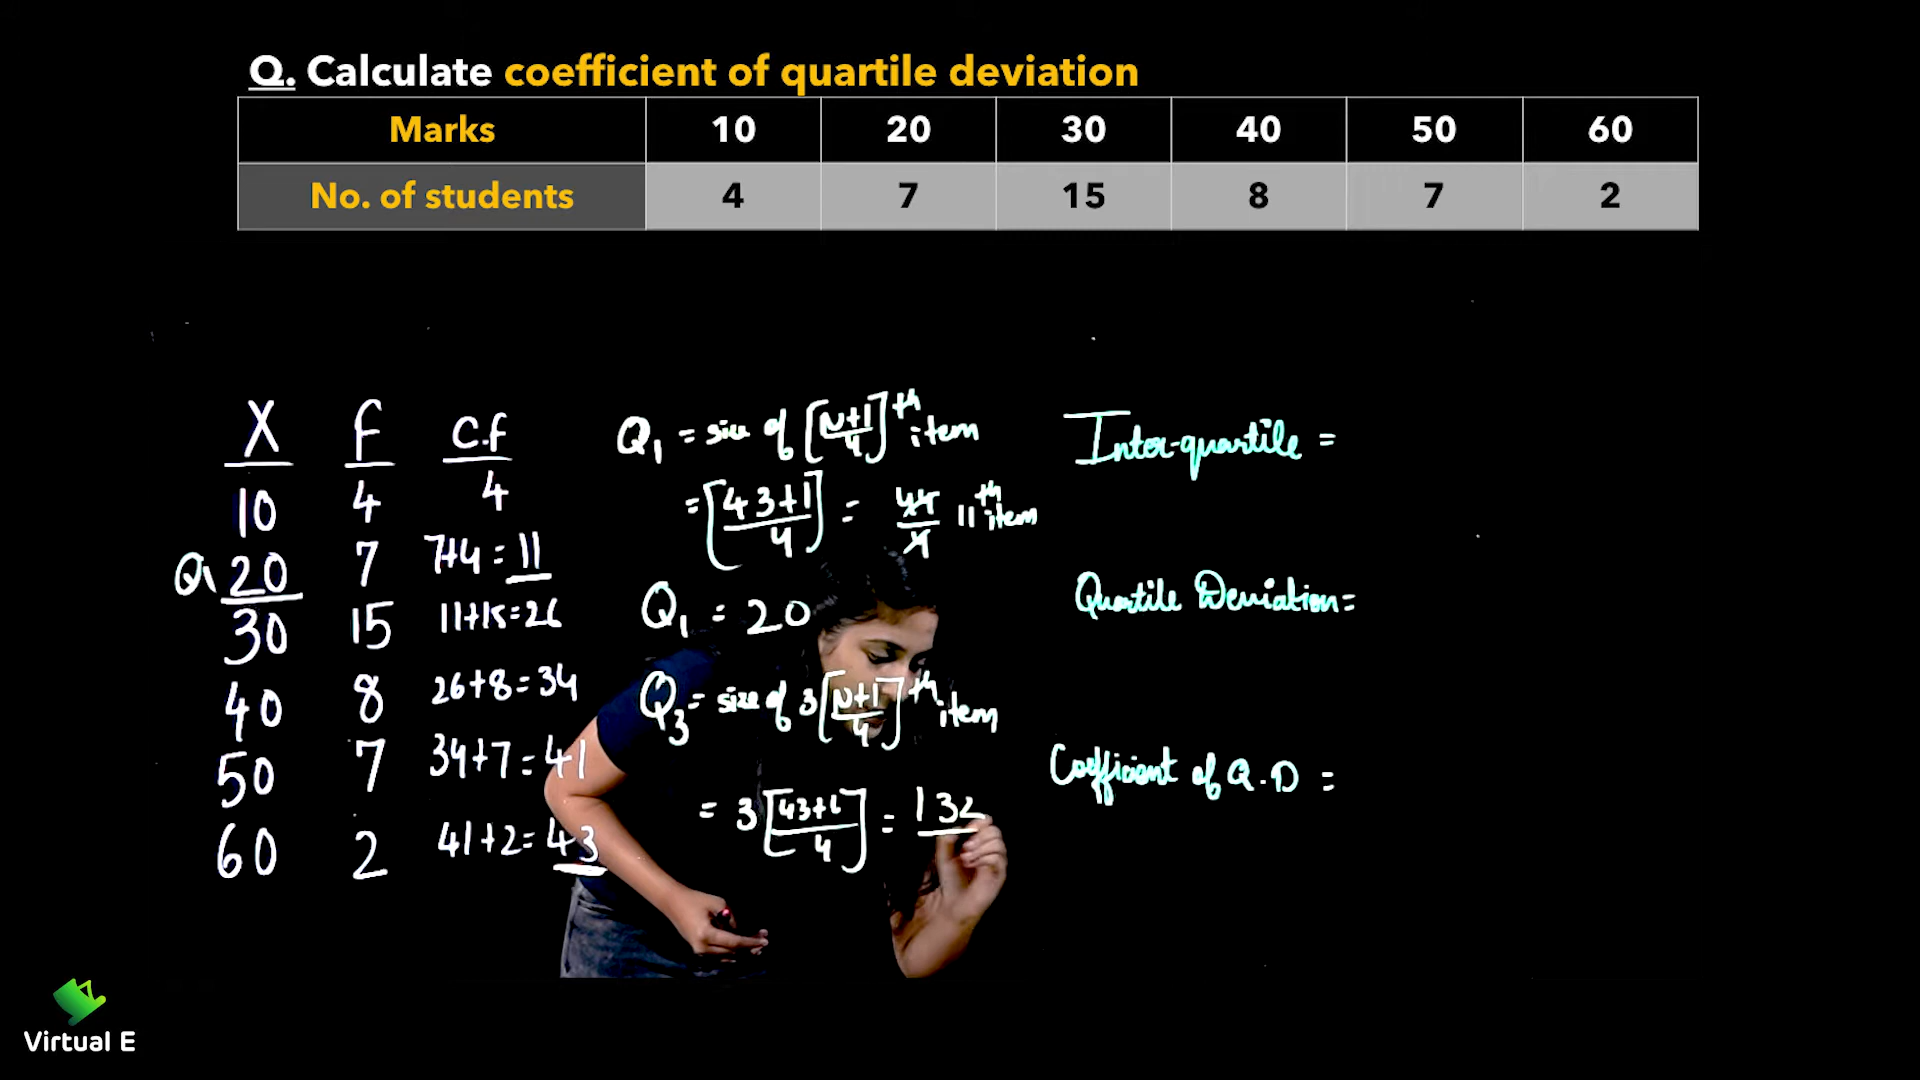 Q. Calculate coefficient of quartile deviation
Marks 10 20 30 40 50 60
No. of students 4 7 15 8 7 2
X F C.f
10 4 4
Q1 20 7 7+4 = 11
30 15 11+15=26
40 8 26+8=34
50 7 34+7=41
60 2 41+2=43
Q1 = size of [N+1/4]th item
= [43+1/4] = 44/4 11th item
Q1 = 20
Q3 = size of 3[N+1/4]th item
= 3[43+1/4] = 132
Inter-quartile =
Quartile Deviation=
Coefficient of Q.D =
Virtual E